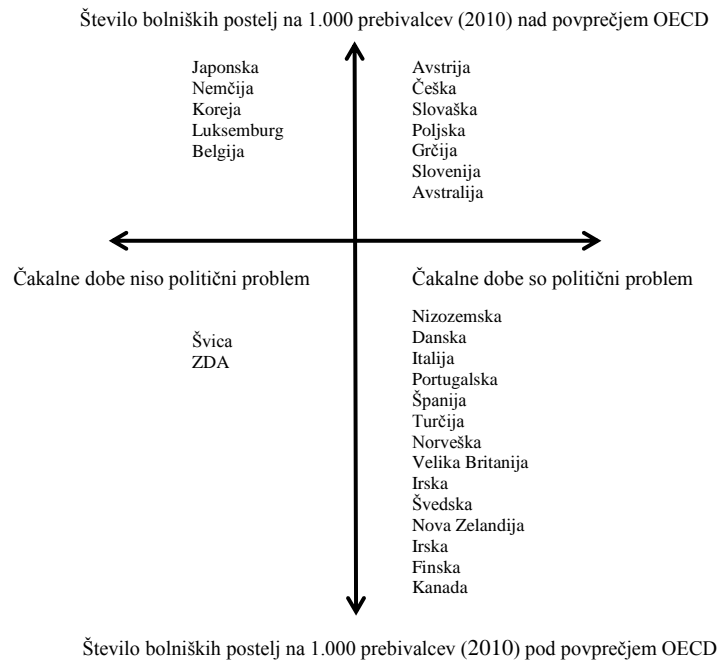 Število bolniških postelj na 1.000 prebivalcev (2010) nad povprečjem OECD
Japonska
Nemčija
Koreja
Luksemburg
Belgija
Avstrija
Češka
Slovaška
Poljska
Grčija
Slovenija
Avstralija
Čakalne dobe niso politični problem
Čakalne dobe so politični problem
Švica
ZDA
Nizozemska
Danska
Italija
Portugalska
Španija
Turčija
Norveška
Velika Britanija
Irska
Švedska
Nova Zelandija
Irska
Finska
Kanada
Število bolniških postelj na 1.000 prebivalcev (2010) pod povprečjem OECD